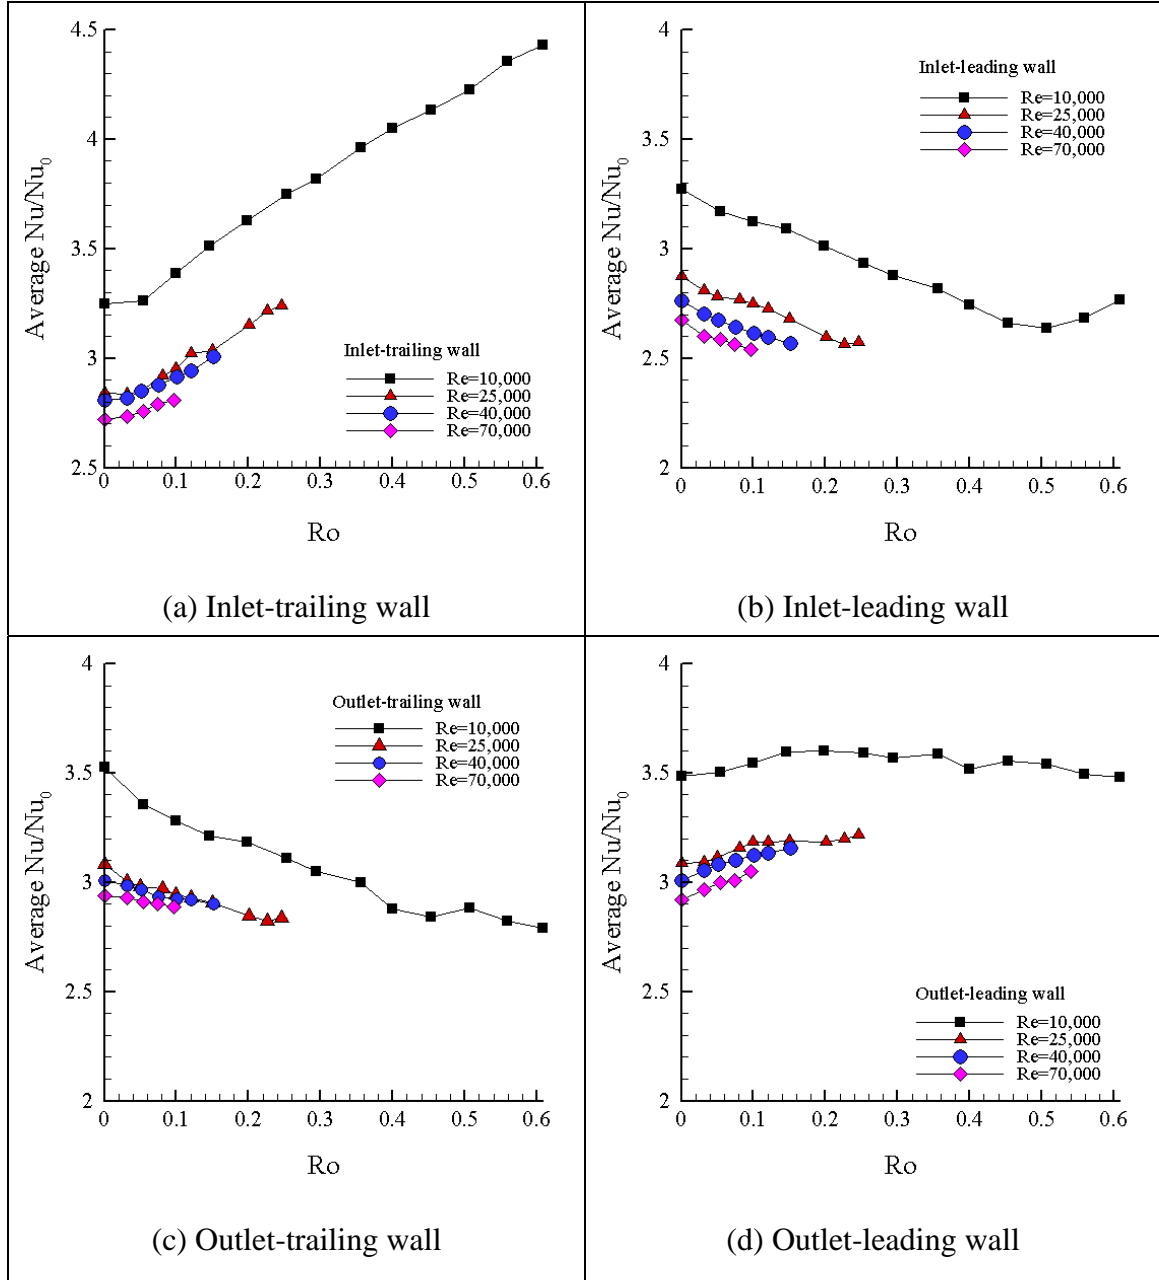 4.5
4
3.5
3
2.5
Average Nu/Nu0
Inlet-trailing wall
Re=10,000
Re=25,000
Re=40,000
Re=70,000
0 0.1 0.2 0.3 0.4 0.5 0.6
Ro
(a) Inlet-trailing wall
4
3.5
3
2.5
2
Average Nu/Nu0
Inlet-leading wall
Re=10,000
Re=25,000
Re=40,000
Re=70,000
0 0.1 0.2 0.3 0.4 0.5 0.6
Ro
(b) Inlet-leading wall
4
3.5
3
2.5
2
Average Nu/Nu0
Outlet-trailing wall
Re=10,000
Re=25,000
Re=40,000
Re=70,000
0 0.1 0.2 0.3 0.4 0.5 0.6
Ro
(c) Outlet-trailing wall
4
3.5
3
2.5
2
Average Nu/Nu0
Outlet-leading wall
Re=10,000
Re=25,000
Re=40,000
Re=70,000
0 0.1 0.2 0.3 0.4 0.5 0.6
Ro
(d) Outlet-leading wall